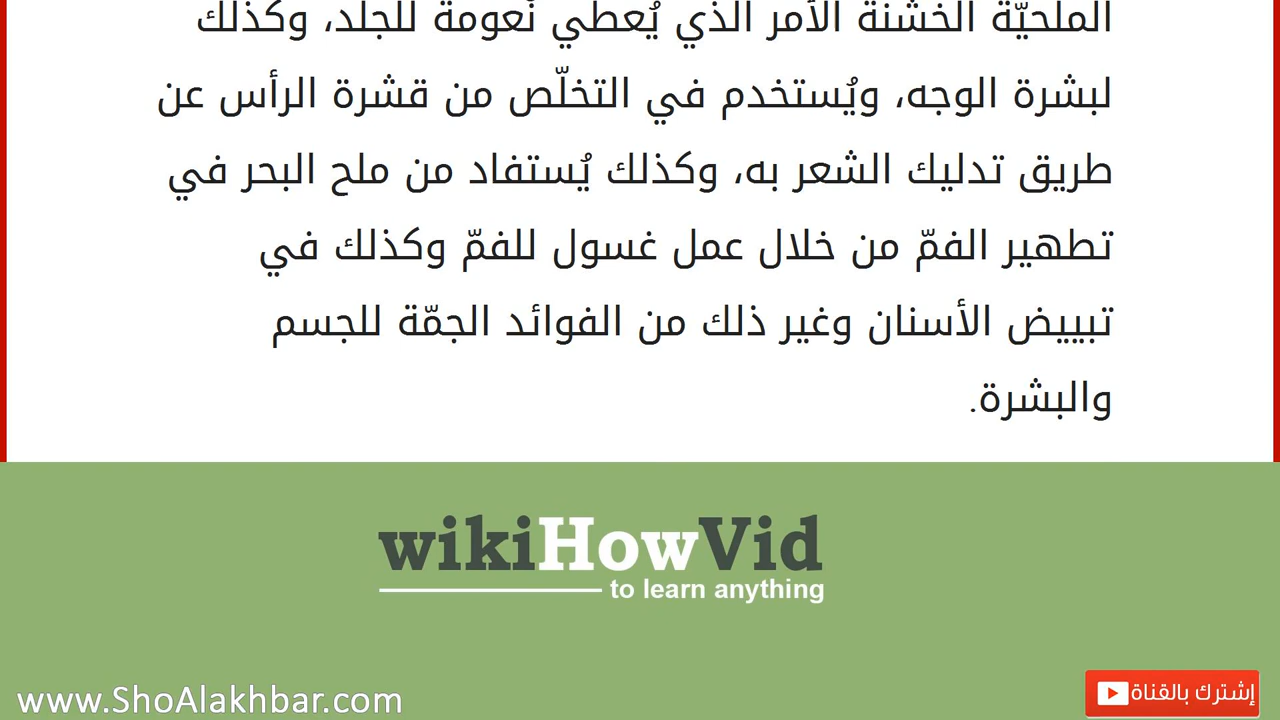 الملحيّة الخشنة الأمر الذي يُعطي نُعومة للجلد، وكذلك
لبشرة الوجه، ويُستخدم في التخلّص من قشرة الرأس عن
طريق تدليك الشعر به، وكذلك يُستفاد من ملح البحر في
تطهير الفمّ من خلال عمل غسول للفمّ وكذلك في
تبييض الأسنان وغير ذلك من الفوائد الجمّة للجسم
والبشرة.
wikiHowVid
to learn anything
www.ShoAlakhbar.com
إشترك بالقناة